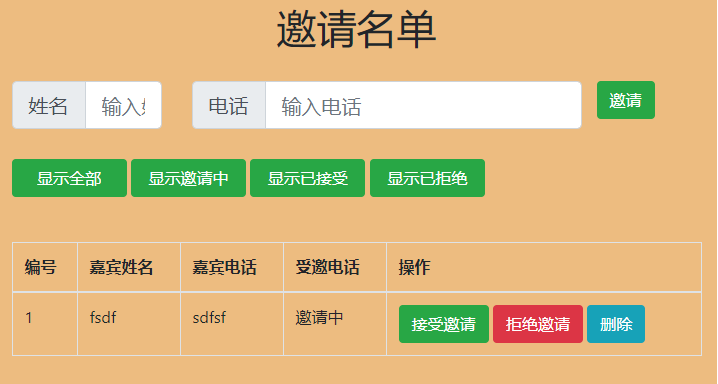 邀请名单
姓名 输入 电话 输入电话 邀请
显示全部 显示邀请中 显示已接受 显示已拒绝
编号 嘉宾姓名 嘉宾电话 受邀电话 操作
1 fsdf sdfsf 邀请中 接受邀请 拒绝邀请 删除